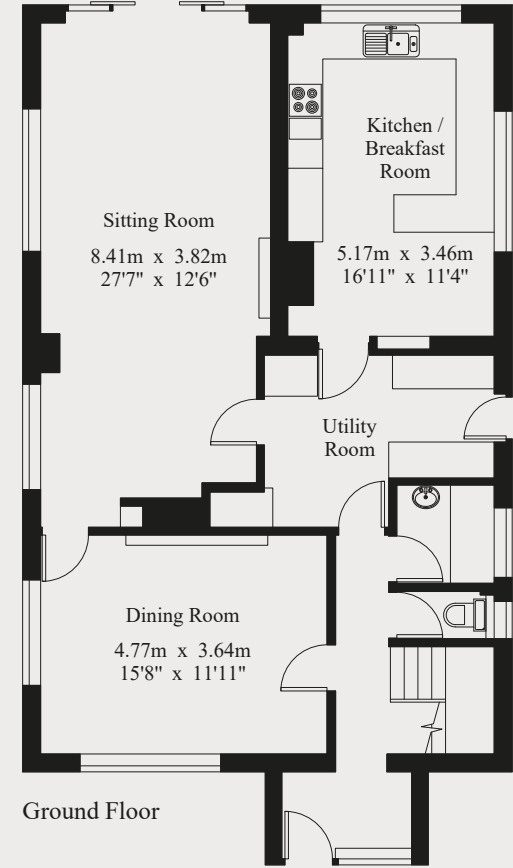 Kitchen /
Breakfast
Room
5.17m x 3.46m
16'11" x 11'4"
Sitting Room
8.41m x 3.82m
27'7" x 12'6"
Utility
Room
Dining Room
4.77m x 3.64m
15'8" x 11'11"
Ground Floor